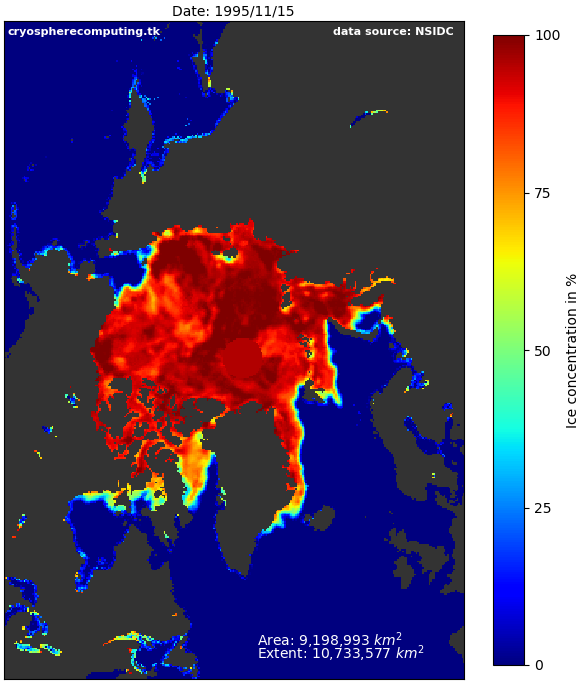 Date: 1995/11/15
cryospherecomputing.tk
data source: NSIDC
100
75
50
25
0
Ice concentration in %
Area: 9,198,993 km²
Extent: 10,733,577 km²